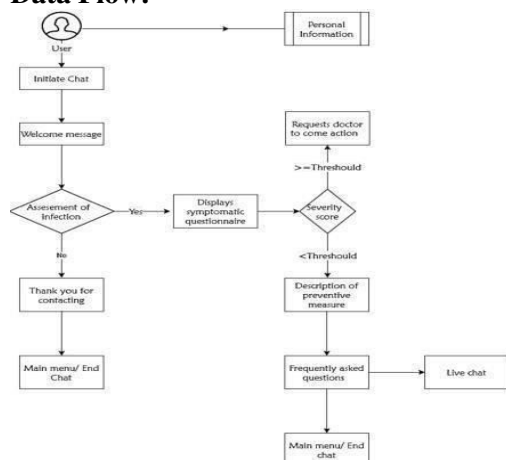 Data Flow:
Personal
Information
User
Initiate Chat
Welcome message
Requests doctor
to come action
>=Threshould
Assesement of
infection
Yes
Displays
symptomatic
questionnaire
Severity
score
No
<Threshould
Thank you for
contacting
Description of
preventive
measure
Main menu/ End
Chat
Frequently asked
questions
Live chat
Main menu/ End
chat